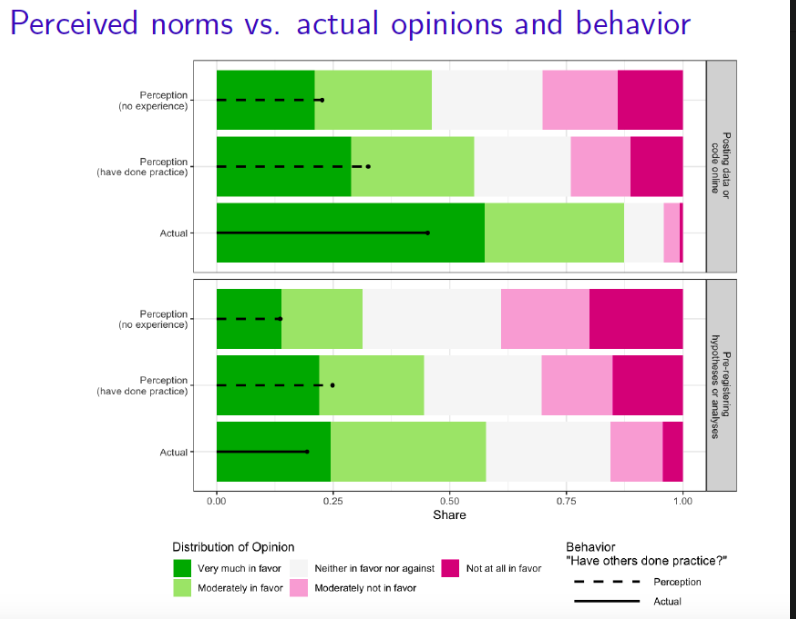 Perceived norms vs. actual opinions and behavior
Perception
(no experience)
Perception
(have done practice)
Actual
Posting data or
code online
Perception
(no experience)
Perception
(have done practice)
Actual
Pre-registering
hypotheses or analyses
0.00
0.25
0.50
0.75
1.00
Share
Distribution of Opinion
Very much in favor
Neither in favor nor against
Not at all in favor
Moderately in favor
Moderately not in favor
Behavior
"Have others done practice?"
Perception
Actual